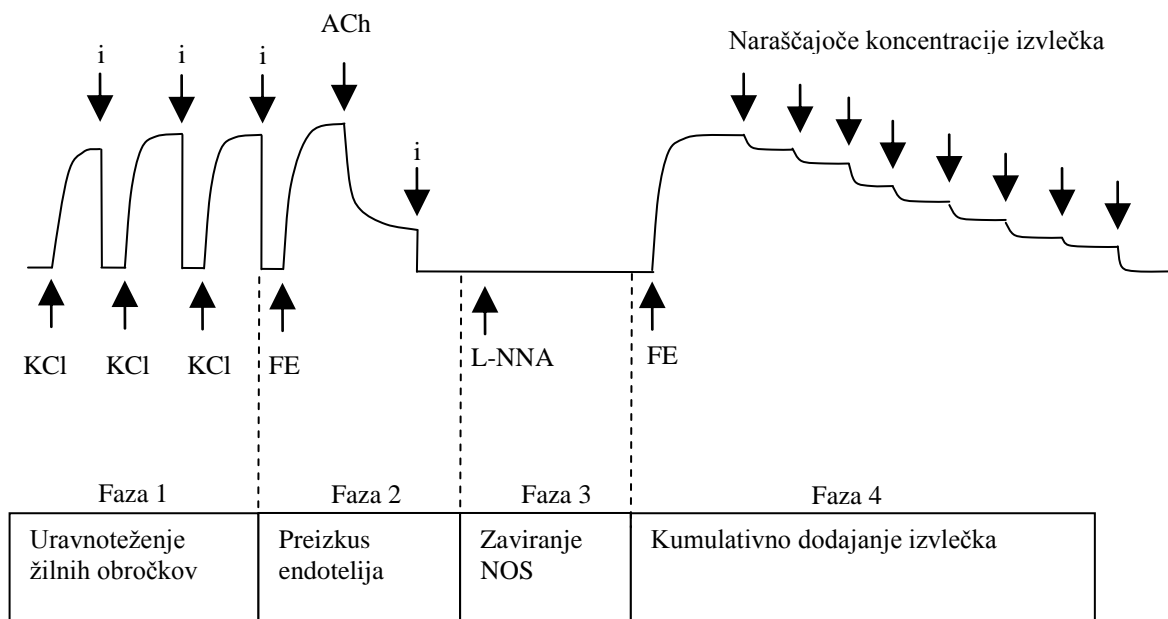 ACh
i i i
Naraščajoče koncentracije izvlečka
i
KCl KCl KCl FE
L-NNA
FE
Faza 1 Faza 2 Faza 3 Faza 4
Uravnoteženje
žilnih obročkov
Preizkus
endotelija
Zaviranje
NOS
Kumulativno dodajanje izvlečka